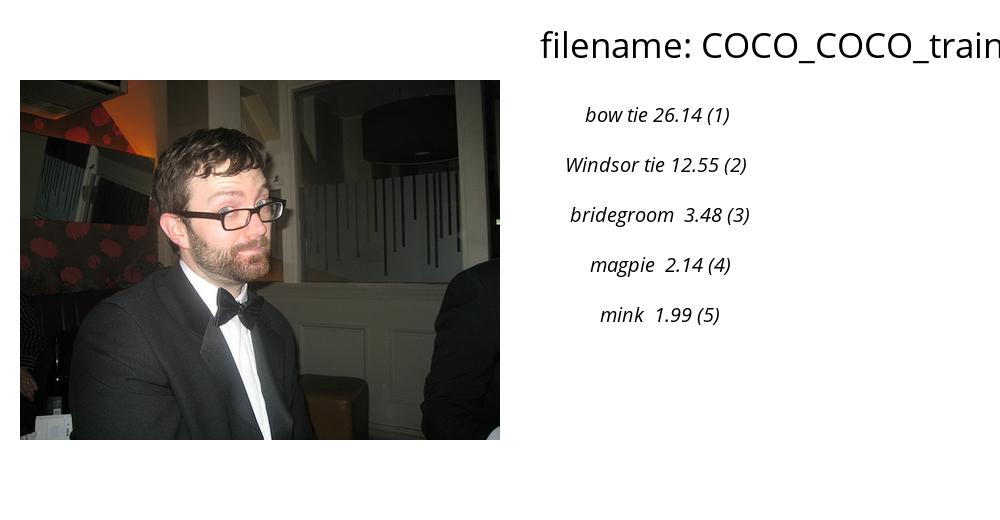 filename: COCO_COCO_train
bow tie 26.14 (1)
Windsor tie 12.55 (2)
bridegroom 3.48 (3)
magpie 2.14 (4)
mink 1.99 (5)